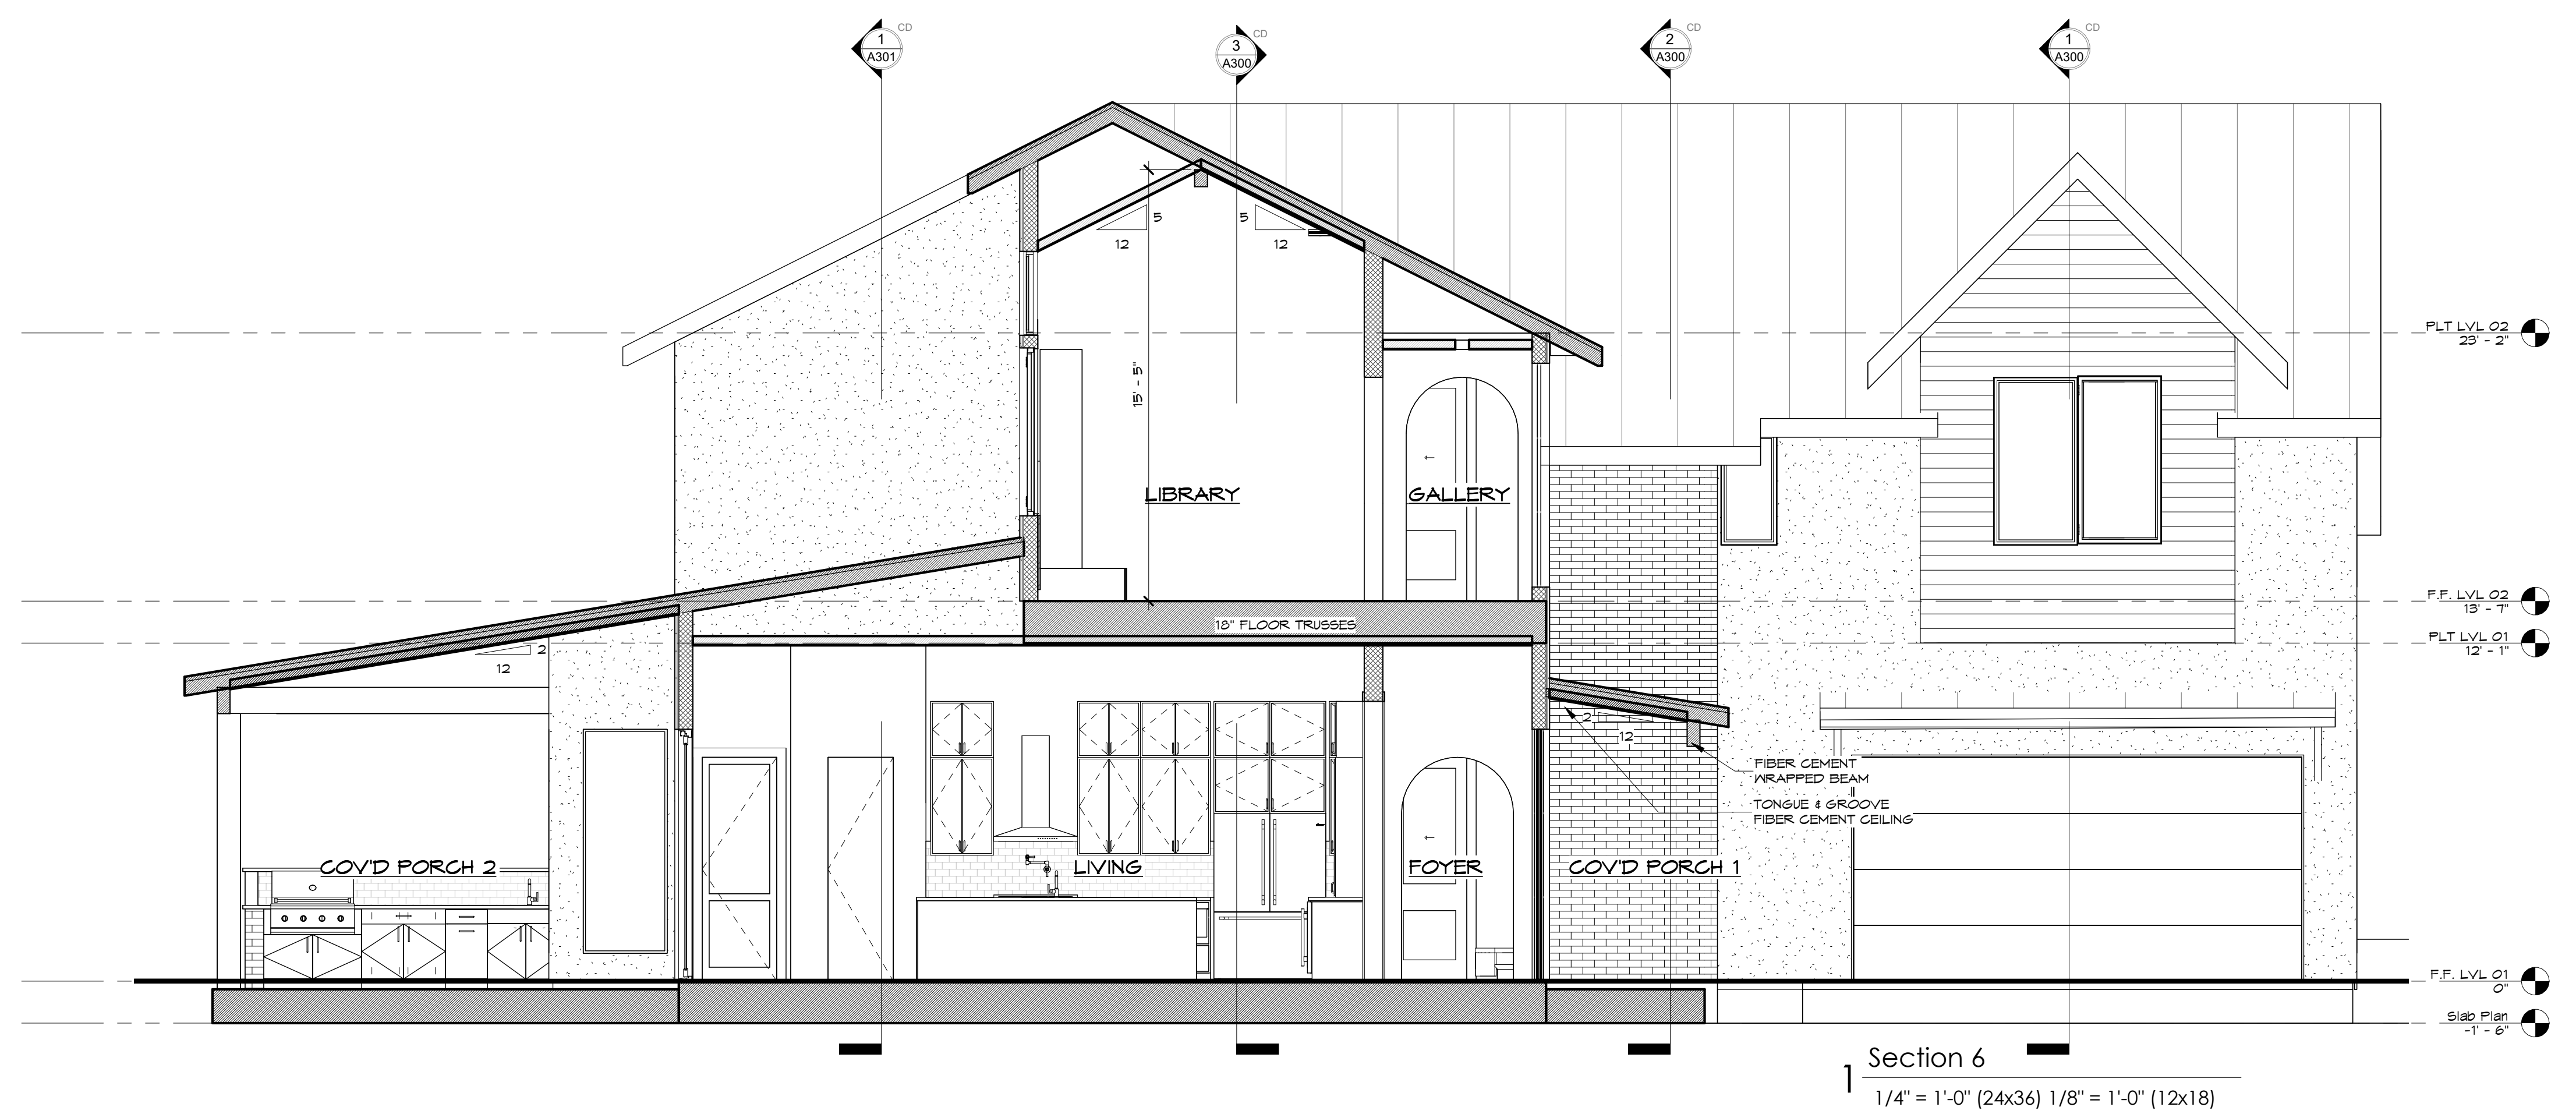 1
A301
CD
3
A300
CD
2
A300
CD
1
A300
CD
5
12
5
12
15' - 5"
PLT LVL 02
23' - 2"
LIBRARY
GALLERY
F.F. LVL 02
13' - 7"
18" FLOOR TRUSSES
PLT LVL 01
12' - 1"
2
12
2
12
FIBER CEMENT
WRAPPED BEAM
TONGUE & GROOVE
FIBER CEMENT CEILING
COV'D PORCH 2
LIVING
FOYER
COV'D PORCH 1
F.F. LVL 01
0"
Slab Plan
-1' - 6"
1
Section 6
1/4" = 1'-0" (24x36) 1/8" = 1'-0" (12x18)